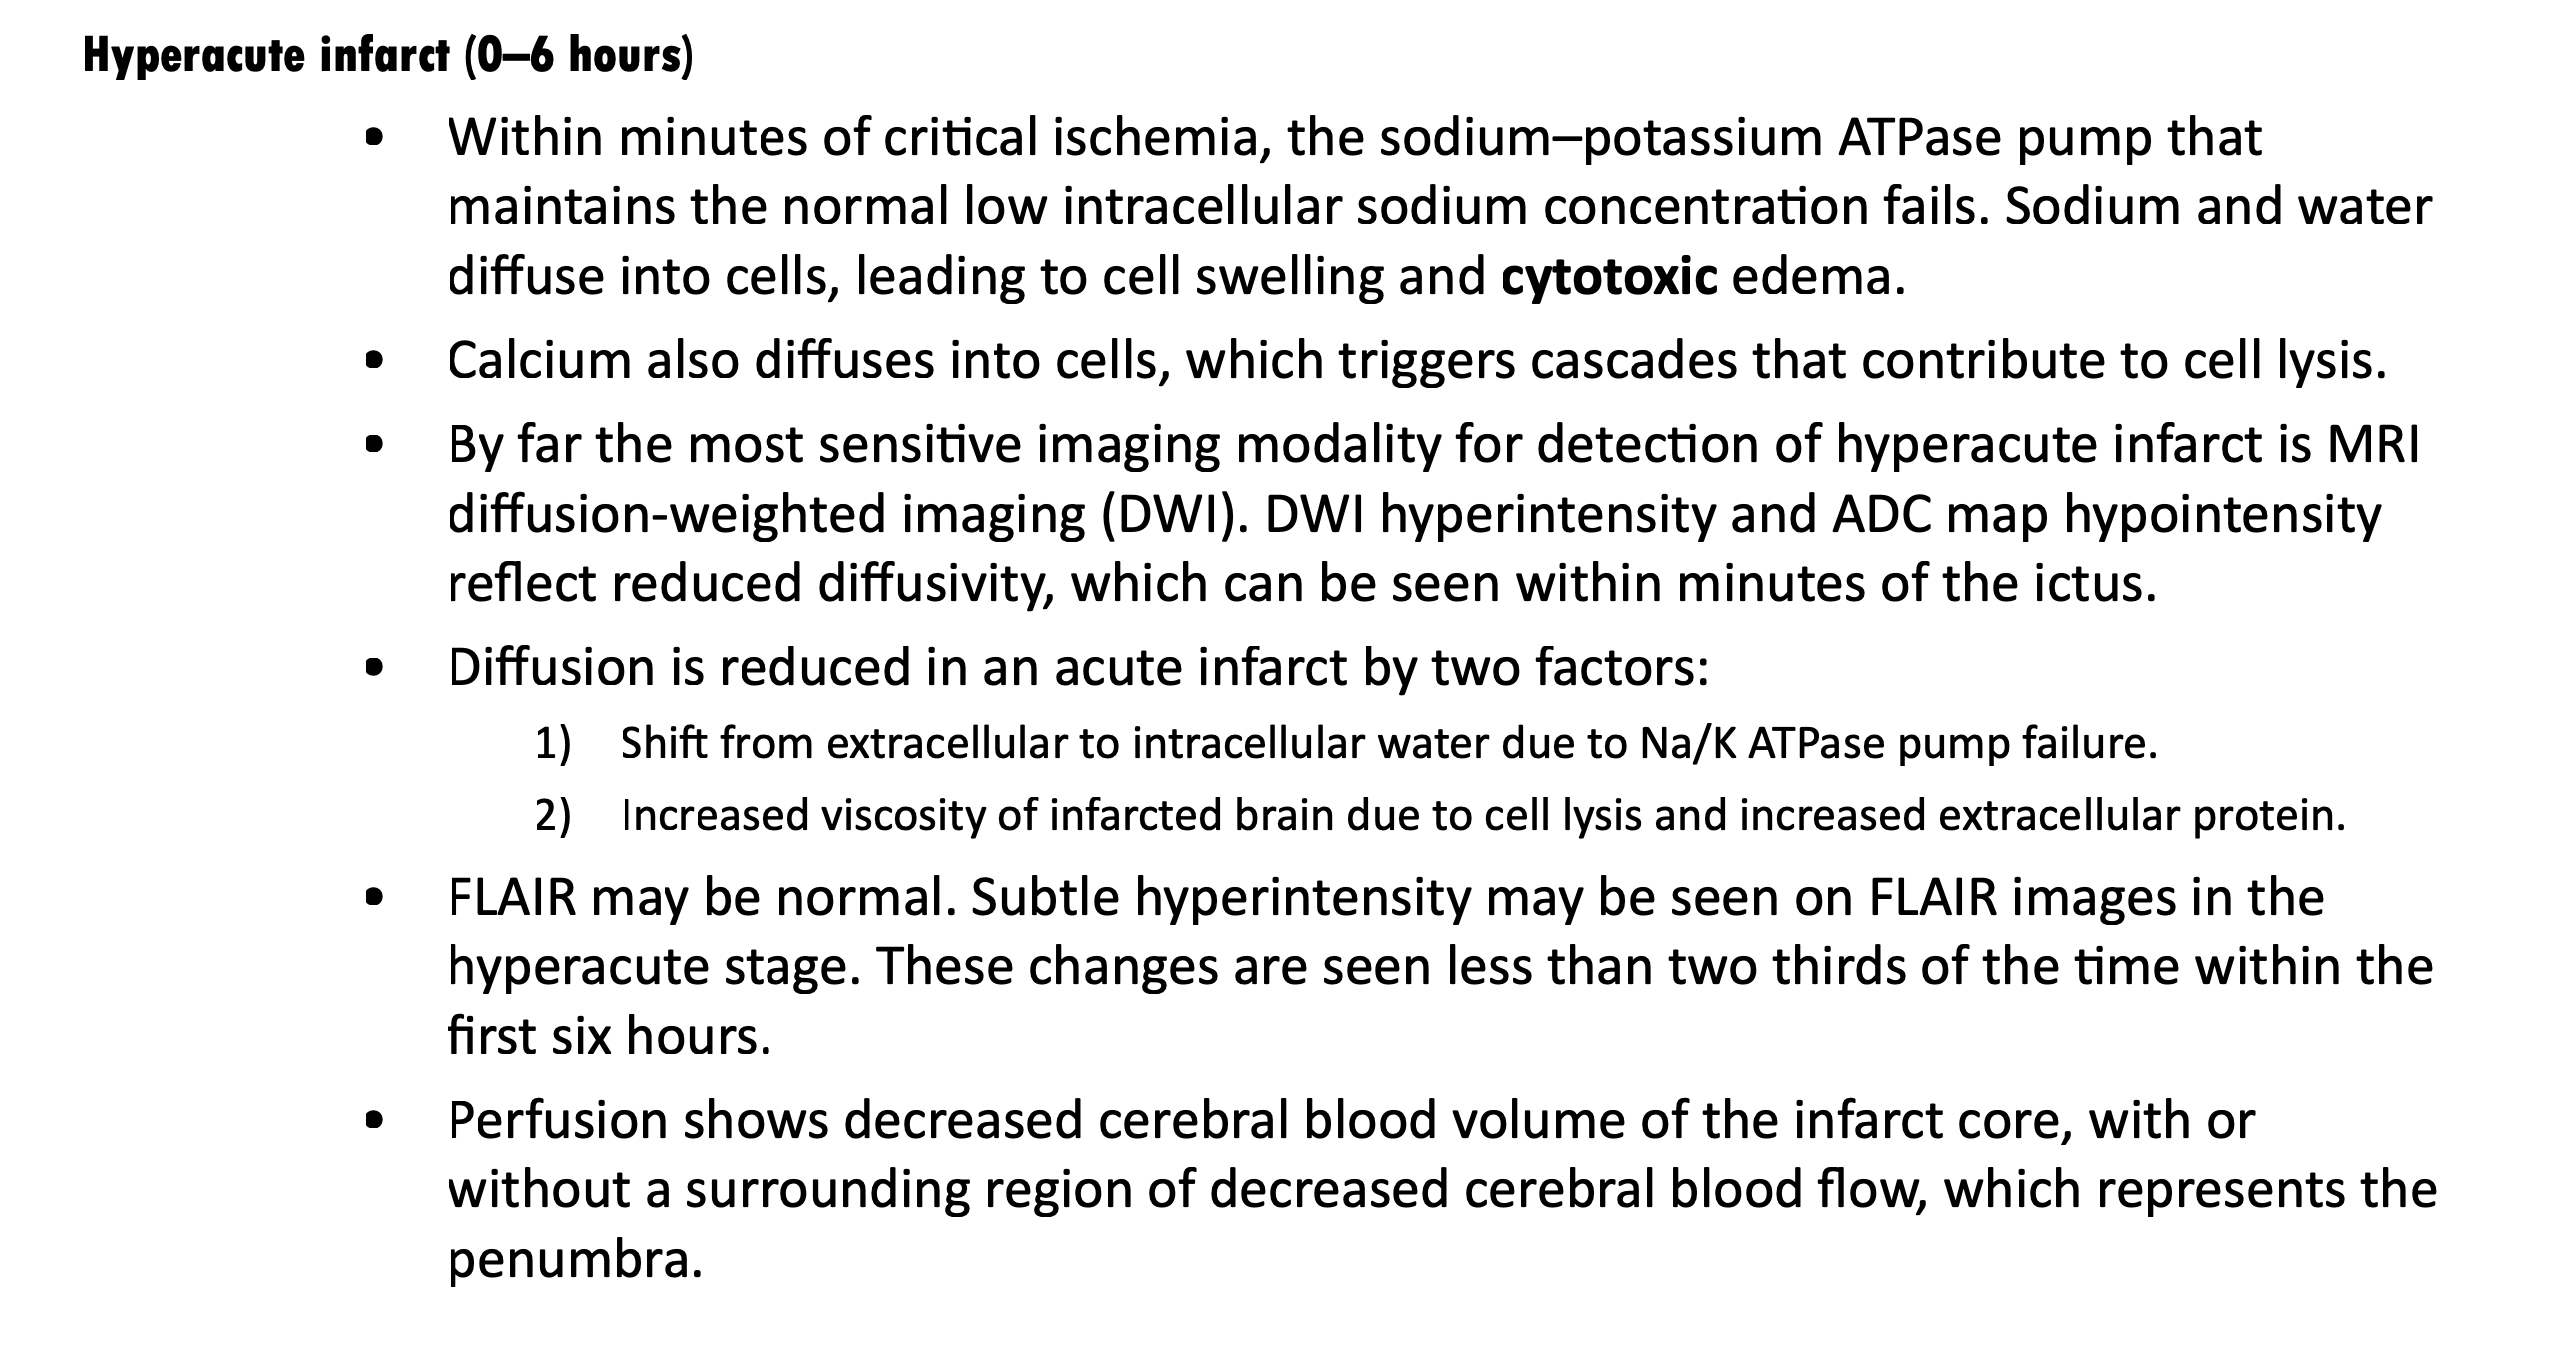 Hyperacute infarct (0–6 hours)
• Within minutes of critical ischemia, the sodium–potassium ATPase pump that
maintains the normal low intracellular sodium concentration fails. Sodium and water
diffuse into cells, leading to cell swelling and cytotoxic edema.
• Calcium also diffuses into cells, which triggers cascades that contribute to cell lysis.
• By far the most sensitive imaging modality for detection of hyperacute infarct is MRI
diffusion-weighted imaging (DWI). DWI hyperintensity and ADC map hypointensity
reflect reduced diffusivity, which can be seen within minutes of the ictus.
• Diffusion is reduced in an acute infarct by two factors:
1) Shift from extracellular to intracellular water due to Na/K ATPase pump failure.
2) Increased viscosity of infarcted brain due to cell lysis and increased extracellular protein.
• FLAIR may be normal. Subtle hyperintensity may be seen on FLAIR images in the
hyperacute stage. These changes are seen less than two thirds of the time within the
first six hours.
• Perfusion shows decreased cerebral blood volume of the infarct core, with or
without a surrounding region of decreased cerebral blood flow, which represents the
penumbra.